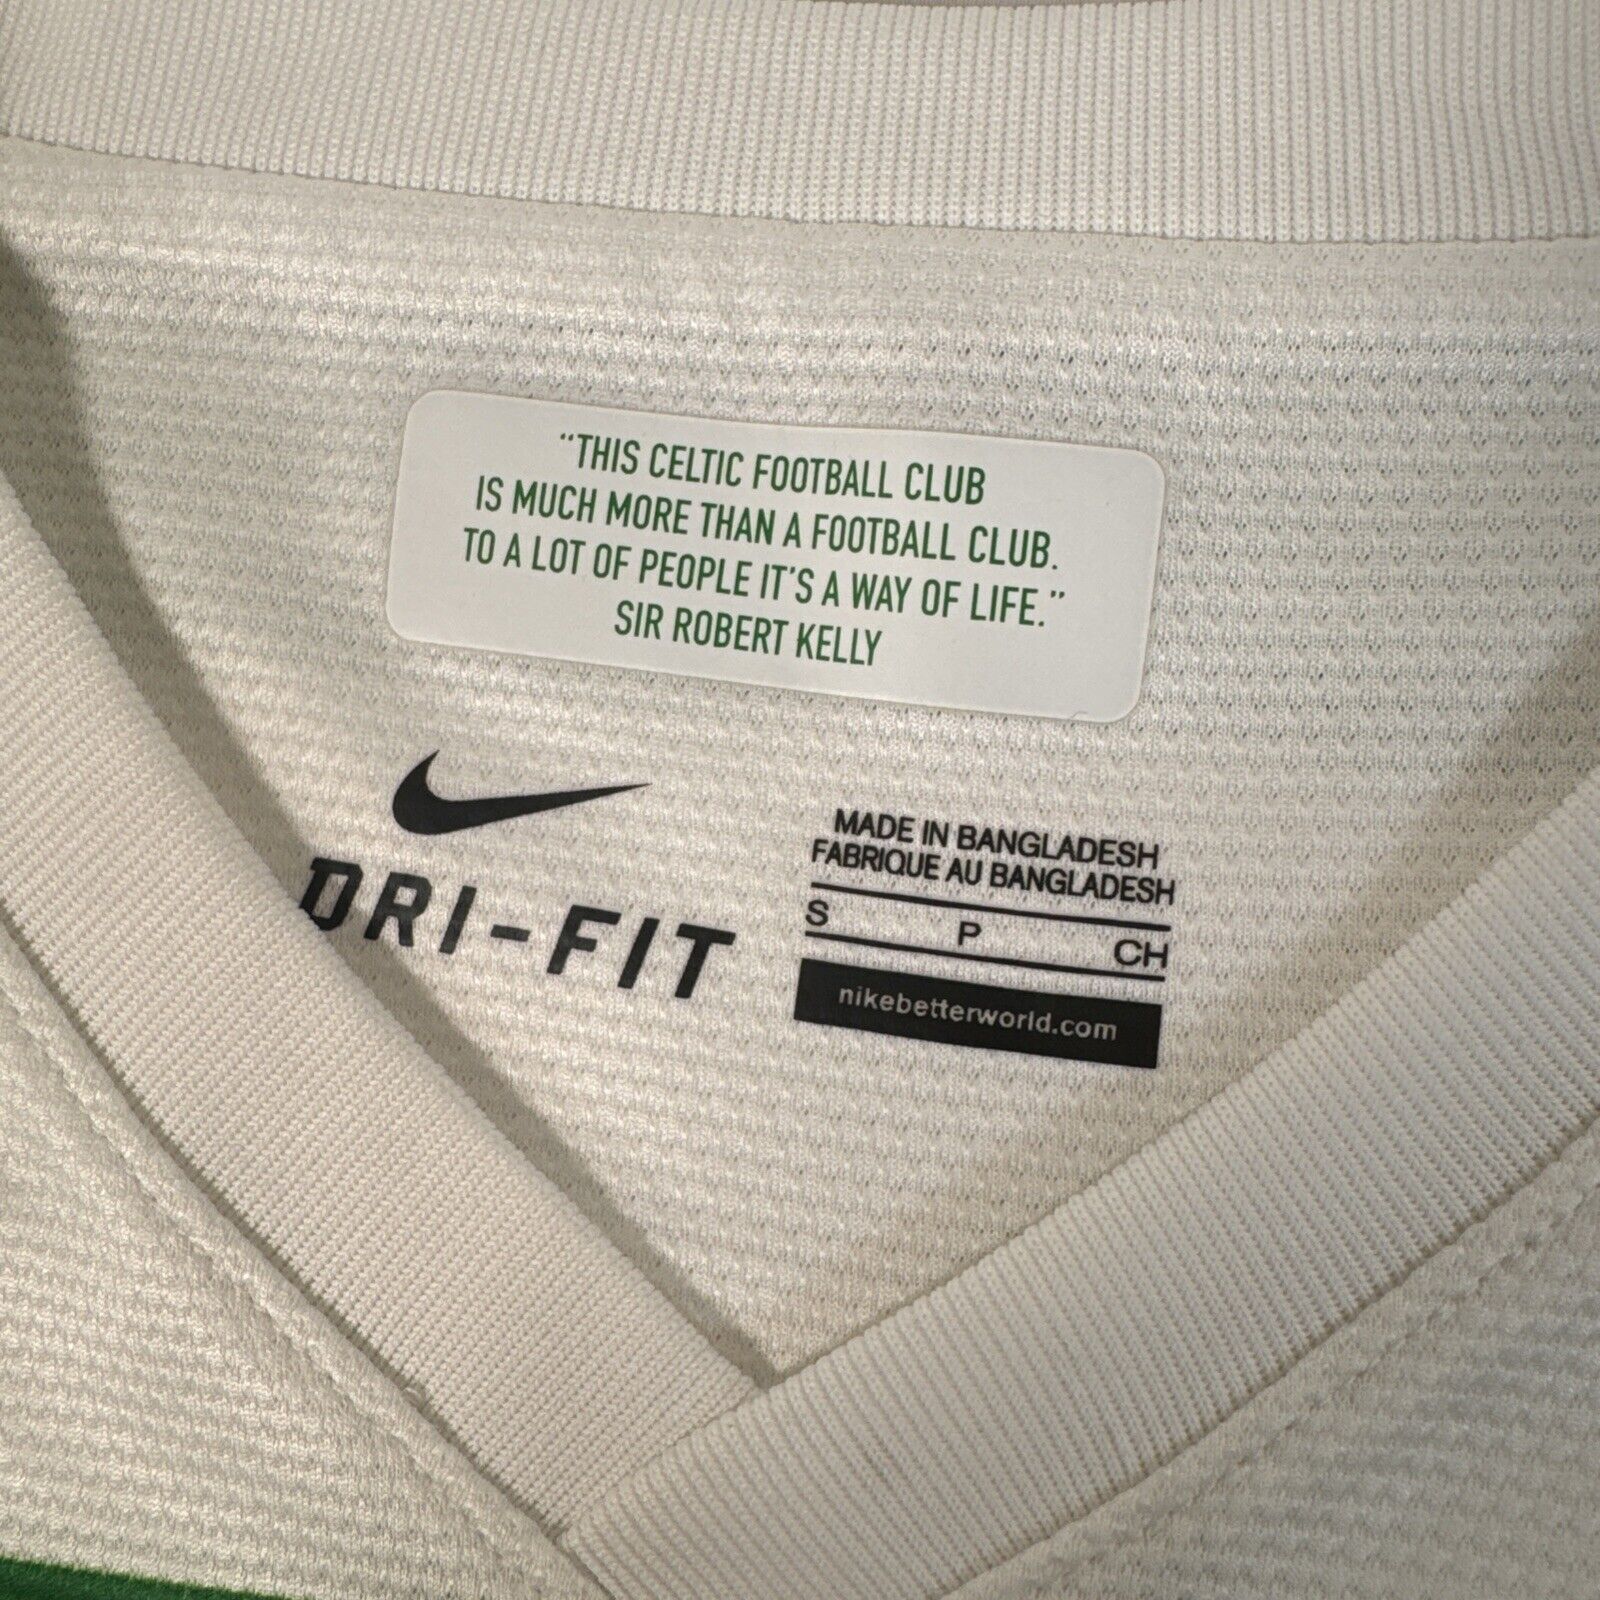 “THIS CELTIC FOOTBALL CLUB
IS MUCH MORE THAN A FOOTBALL CLUB.
TO A LOT OF PEOPLE IT'S A WAY OF LIFE.”
SIR ROBERT KELLY
DRI-FIT
MADE IN BANGLADESH
FABRIQUE AU BANGLADESH
S P CH
nikebetterworld.com